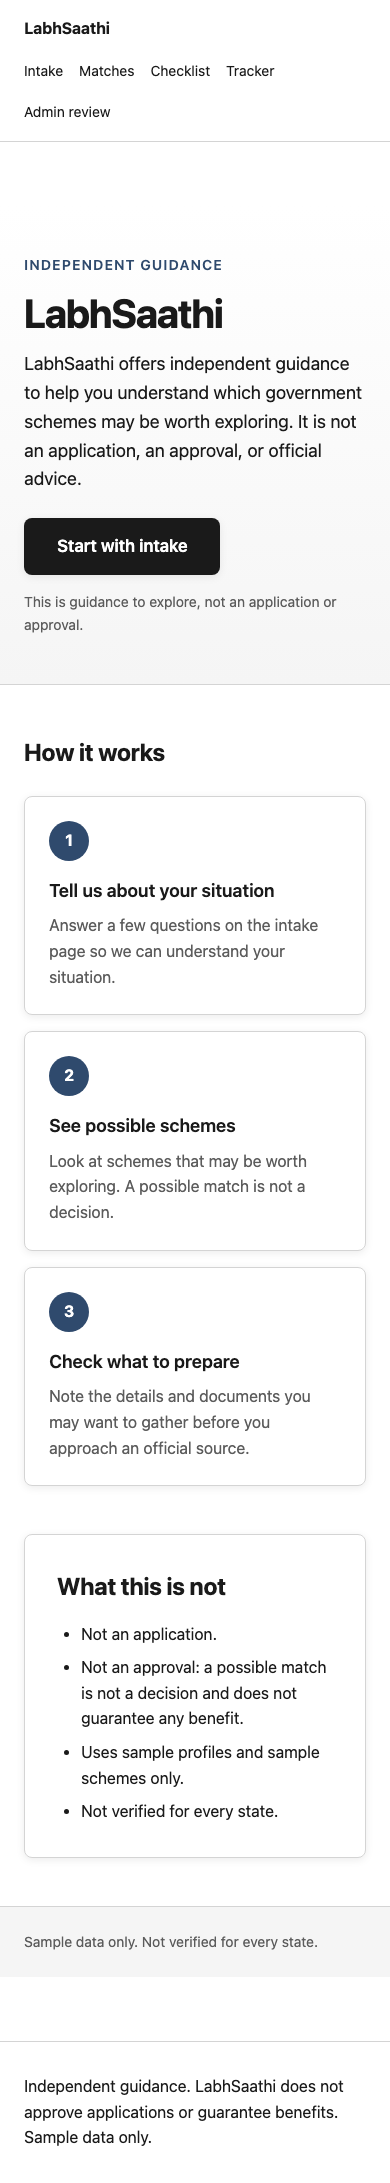 LabhSaathi
Intake Matches Checklist Tracker
Admin review
INDEPENDENT GUIDANCE
LabhSaathi
LabhSaathi offers independent guidance
to help you understand which government
schemes may be worth exploring. It is not
an application, an approval, or official
advice.
Start with intake
This is guidance to explore, not an application or
approval.
How it works
1
Tell us about your situation
Answer a few questions on the intake
page so we can understand your
situation.
2
See possible schemes
Look at schemes that may be worth
exploring. A possible match is not a
decision.
3
Check what to prepare
Note the details and documents you
may want to gather before you
approach an official source.
What this is not
• Not an application.
• Not an approval: a possible match
is not a decision and does not
guarantee any benefit.
• Uses sample profiles and sample
schemes only.
• Not verified for every state.
Sample data only. Not verified for every state.
Independent guidance. LabhSaathi does not
approve applications or guarantee benefits.
Sample data only.